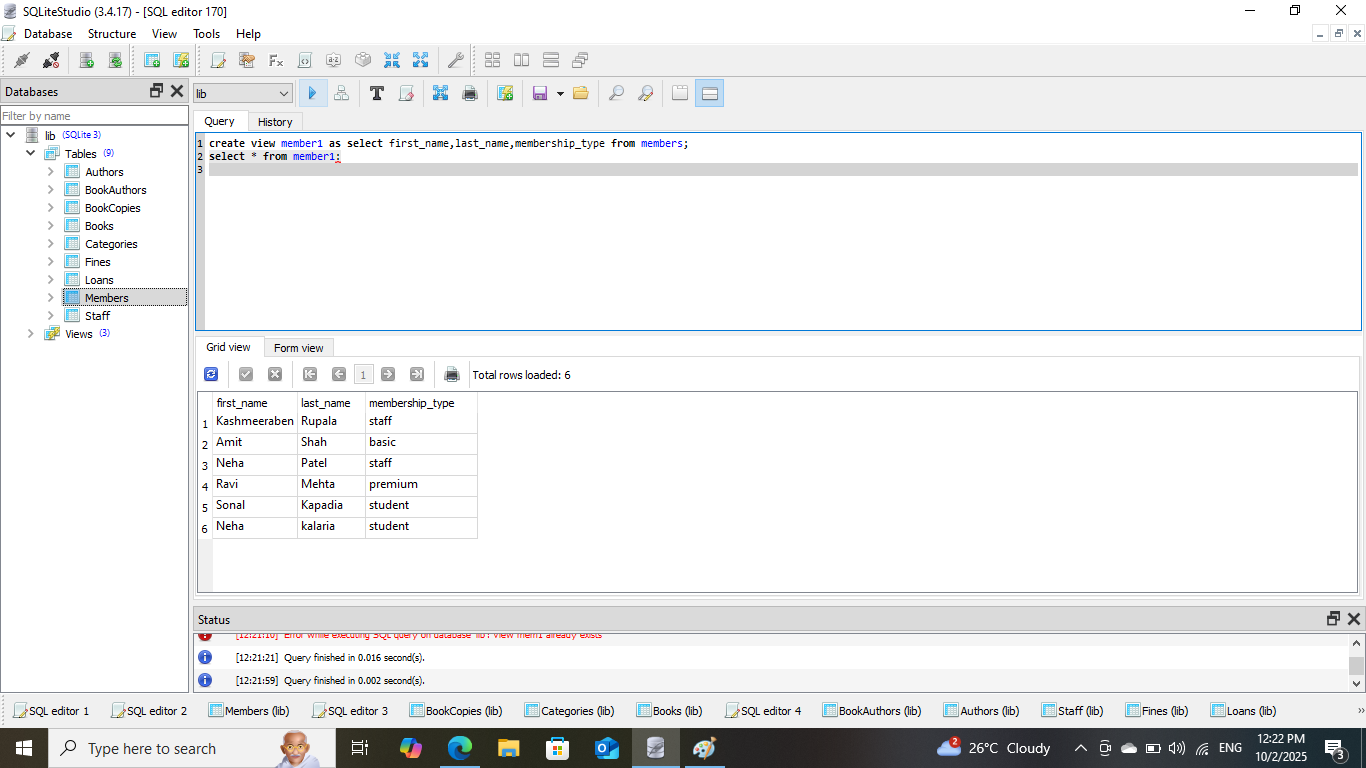 SQLiteStudio (3.4.17) - [SQL editor 170]
Database Structure View Tools Help
Databases
Filter by name
lib (SQLite 3)
Tables (9)
Authors
BookAuthors
BookCopies
Books
Categories
Fines
Loans
Members
Staff
Views (3)
lib
Query History
1 create view member1 as select first_name,last_name,membership_type from members;
2 select * from member1;
3
Grid view Form view
1 Total rows loaded: 6
first_name last_name membership_type
1 Kashmeeraben Rupala staff
2 Amit Shah basic
3 Neha Patel staff
4 Ravi Mehta premium
5 Sonal Kapadia student
6 Neha kalaria student
Status
[12:21:10] Error while executing SQL query on database 'lib': view mem1 already exists
[12:21:21] Query finished in 0.016 second(s).
[12:21:59] Query finished in 0.002 second(s).
SQL editor 1 SQL editor 2 Members (lib) SQL editor 3 BookCopies (lib) Categories (lib) Books (lib) SQL editor 4 BookAuthors (lib) Authors (lib) Staff (lib) Fines (lib) Loans (lib) »
Type here to search
2 26°C Cloudy ENG 12:22 PM
10/2/2025 3